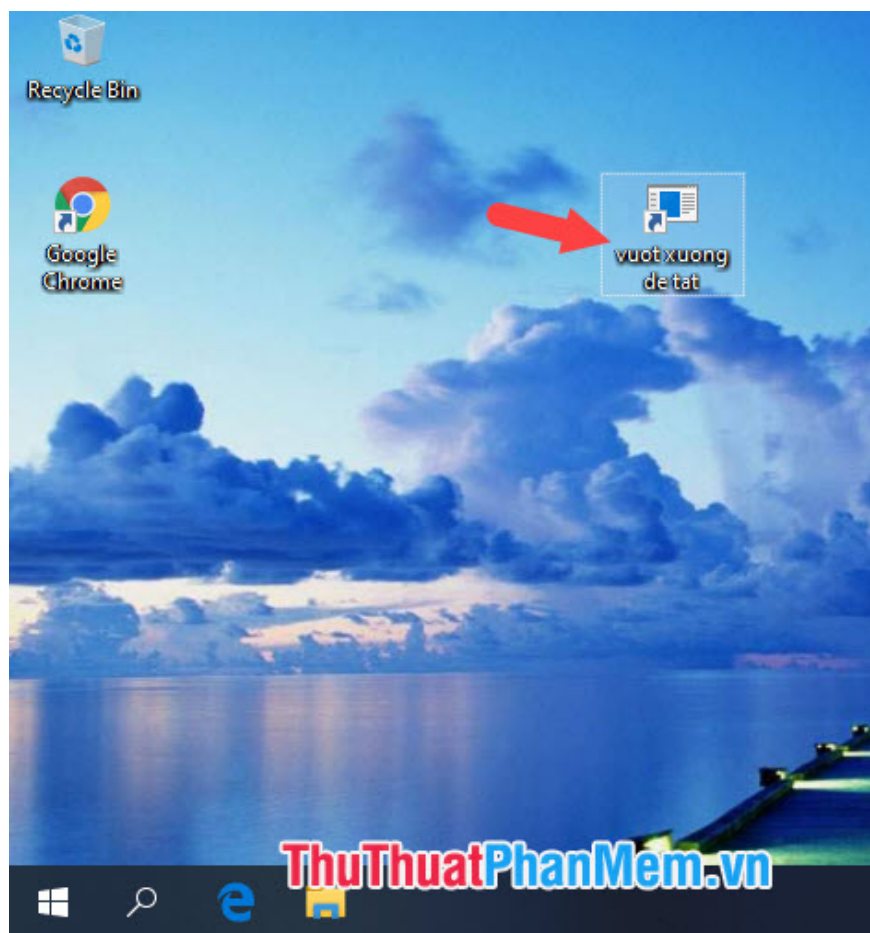 Recycle Bin
Google
Chrome
vuot xuong
de tat
ThuThuatPhanMem.vn